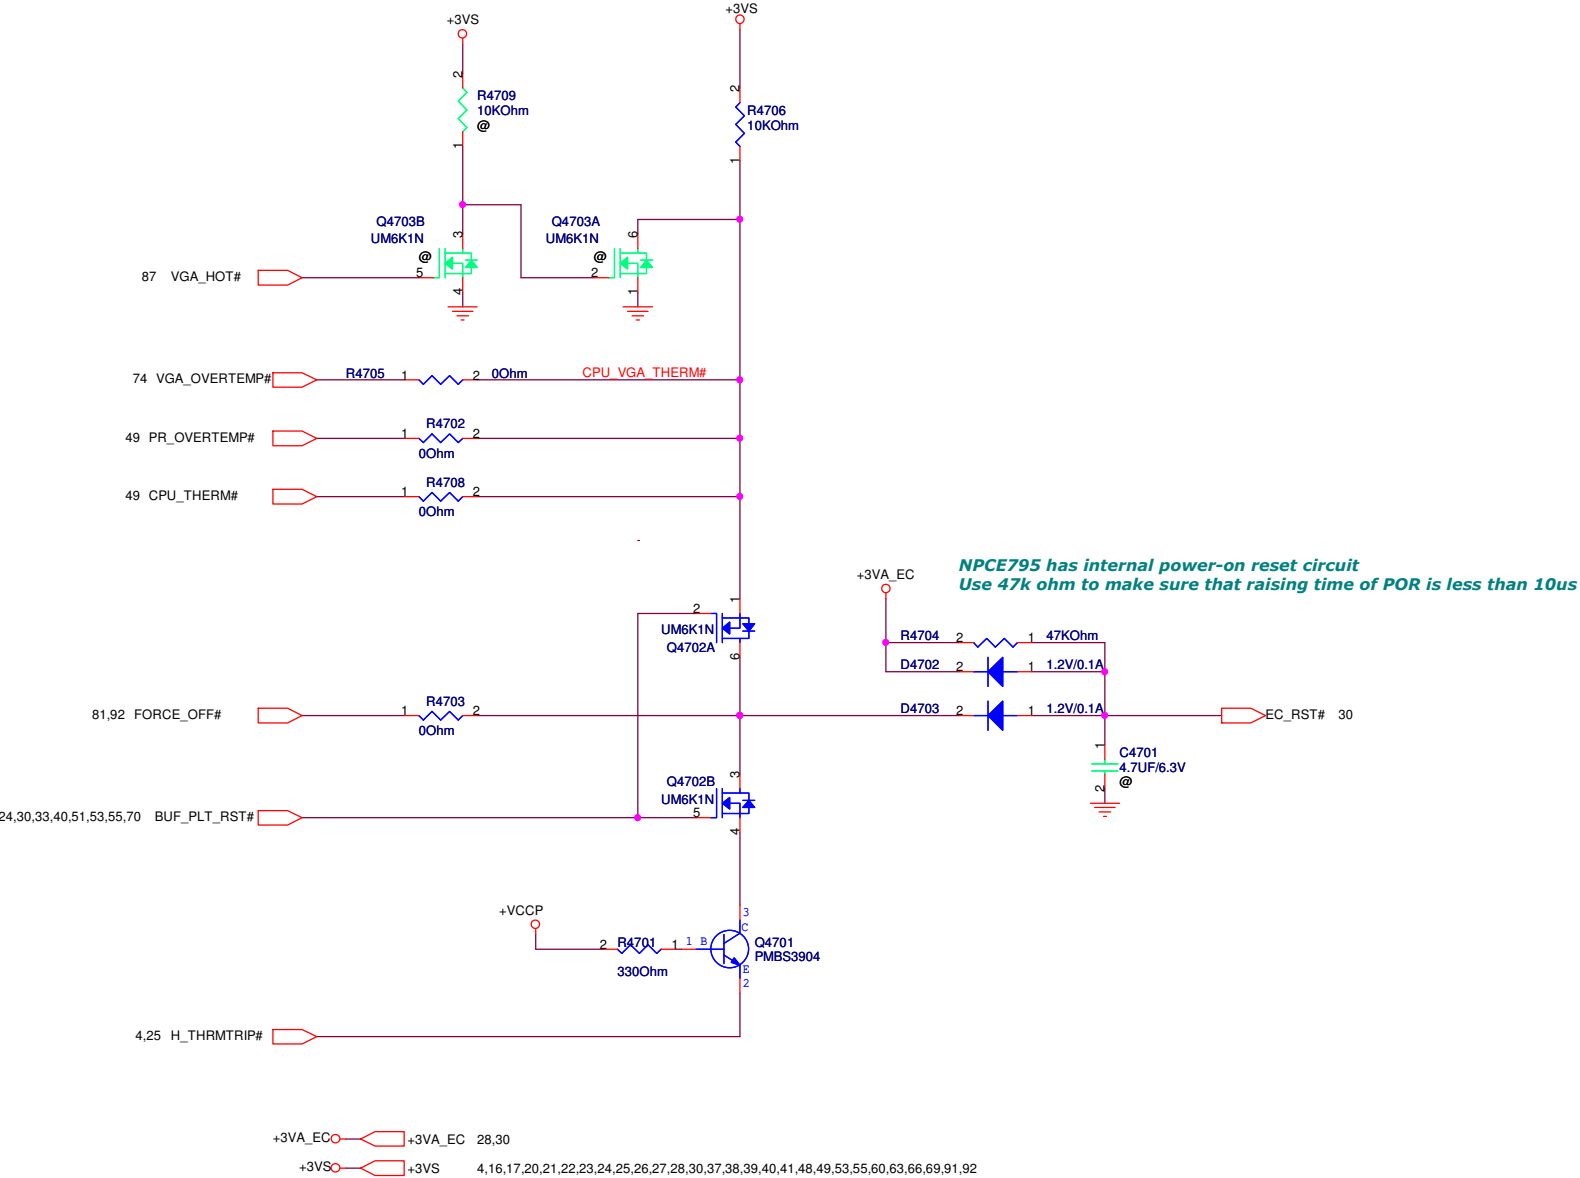 +3VS
+3VS
2
R4709
10KOhm
@
1
2
R4706
10KOhm
1
Q4703B
UM6K1N
@
3
5
4
Q4703A
UM6K1N
@
6
2
1
87 VGA_HOT#
74 VGA_OVERTEMP#
R4705 1 2 0Ohm
CPU_VGA_THERM#
49 PR_OVERTEMP#
R4702
1 2
0Ohm
49 CPU_THERM#
R4708
1 2
0Ohm
NPCE795 has internal power-on reset circuit
Use 47k ohm to make sure that raising time of POR is less than 10us
+3VA_EC
1
2
UM6K1N
Q4702A
6
R4704 2 1 47KOhm
D4702 2 1 1.2V/0.1A
81,92 FORCE_OFF#
R4703
1 2
0Ohm
D4703 2 1 1.2V/0.1A
EC_RST# 30
1
C4701
4.7UF/6.3V
@
2
Q4702B
UM6K1N
3
5
4
24,30,33,40,51,53,55,70 BUF_PLT_RST#
+VCCP
2 R4701 1
330Ohm
1 B
3
C
Q4701
PMBS3904
E
2
4,25 H_THRMTRIP#
+3VA_EC +3VA_EC 28,30
+3VS +3VS 4,16,17,20,21,22,23,24,25,26,27,28,30,37,38,39,40,41,48,49,53,55,60,63,66,69,91,92